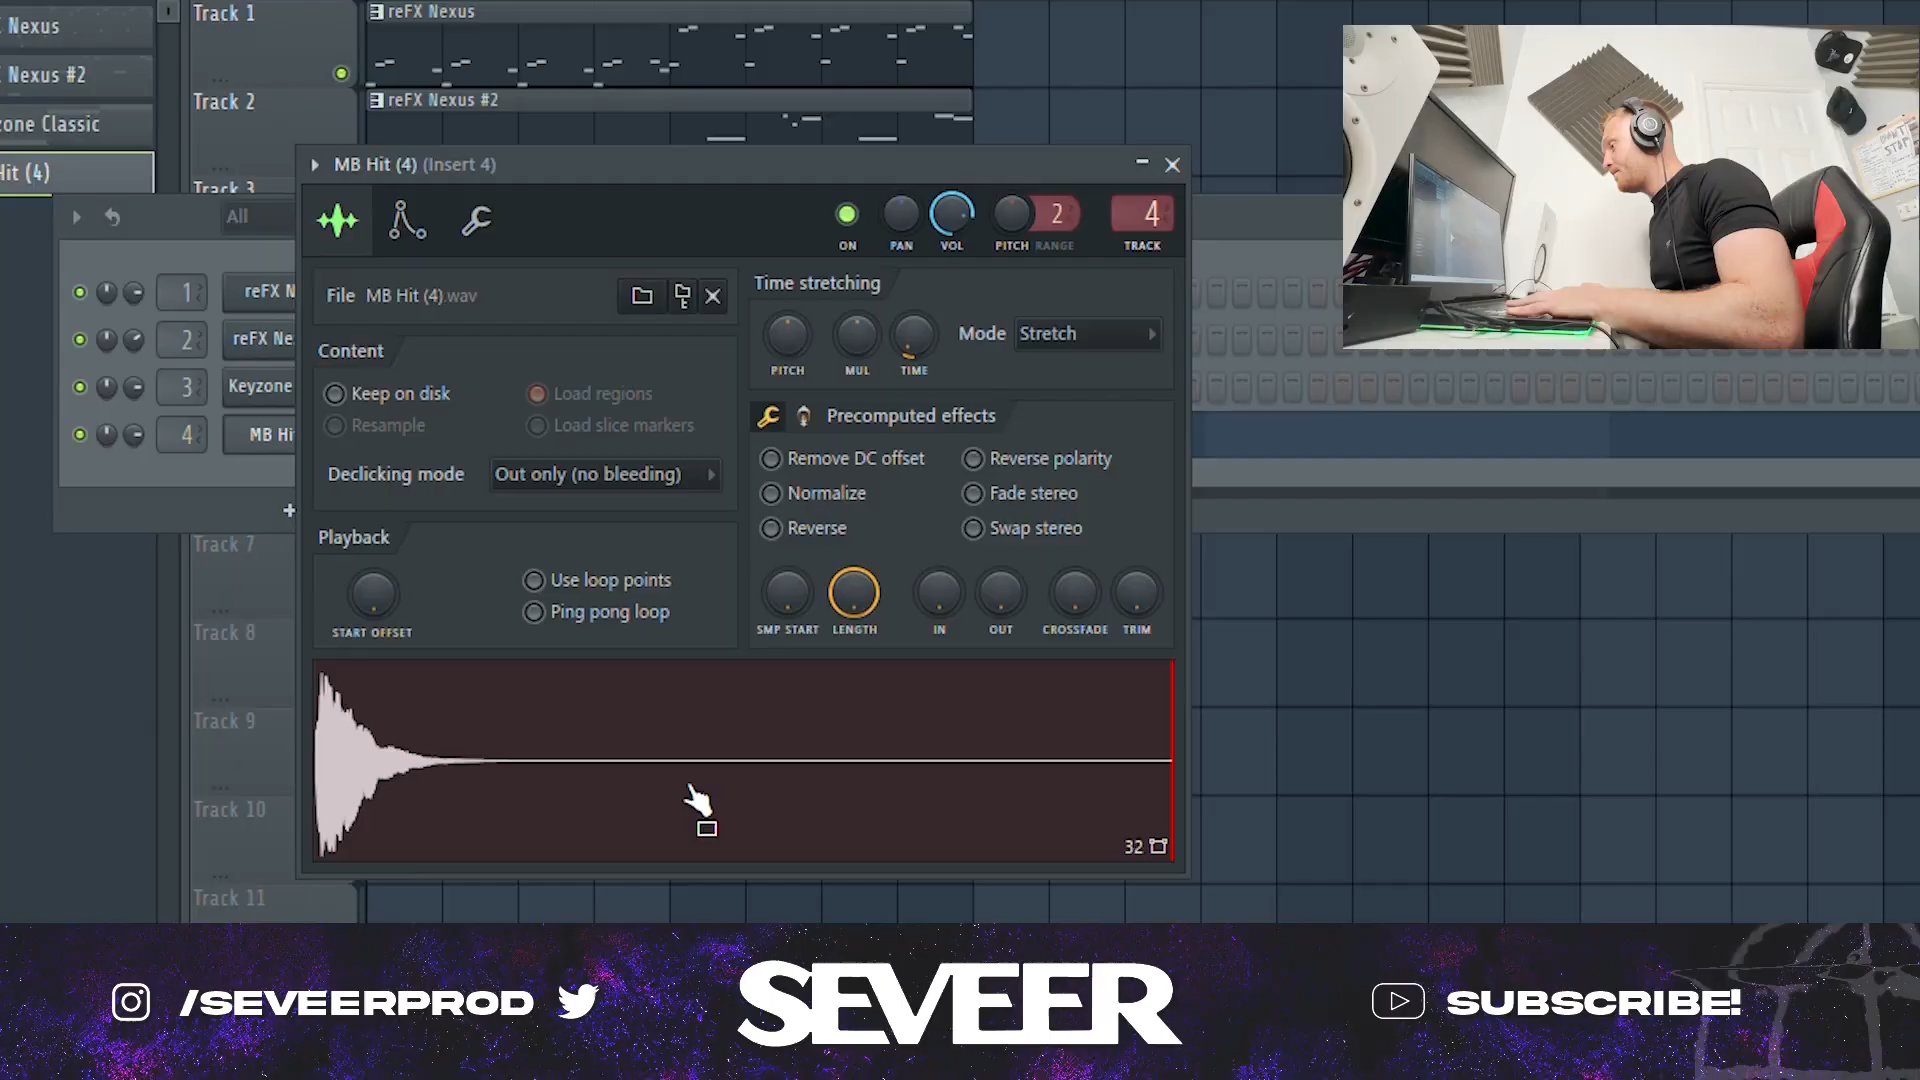 Nexus
Nexus #2
zone Classic
Hit (4)
Track 1
reFX Nexus
Track 2
reFX Nexus #2
Track 3
MB Hit (4) (Insert 4)
All
ON
PAN
VOL
PITCH
RANGE
2
4
TRACK
1
reFX N
2
reFX Ne
3
Keyzone
4
MB Hi
File MB Hit (4).wav
Content
Keep on disk
Load regions
Resample
Load slice markers
Declicking mode
Out only (no bleeding)
Playback
START OFFSET
Use loop points
Ping pong loop
Time stretching
PITCH
MUL
TIME
Mode
Stretch
Precomputed effects
Remove DC offset
Reverse polarity
Normalize
Fade stereo
Reverse
Swap stereo
SMP START
LENGTH
IN
OUT
CROSSFADE
TRIM
32
Track 7
Track 8
Track 9
Track 10
Track 11
/SEVEERPROD
SEVEER
SUBSCRIBE!